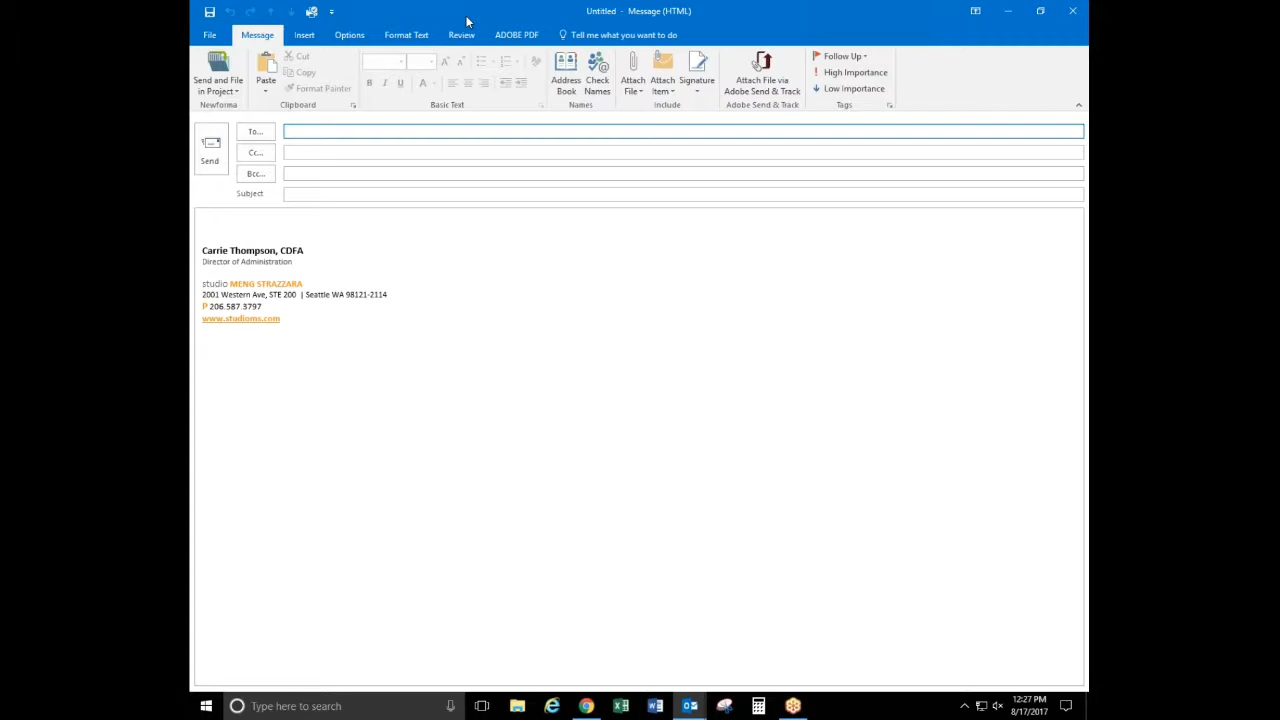 Untitled - Message (HTML)
File Message Insert Options Format Text Review ADOBE PDF Tell me what you want to do
Send and File in Project
Newforma
Paste
Cut
Copy
Format Painter
Clipboard
B I U A
Basic Text
Address Book
Check Names
Names
Attach File
Attach Item
Signature
Include
Attach File via Adobe Send & Track
Adobe Send & Track
Follow Up
High Importance
Low Importance
Tags
Send
To...
Cc...
Bcc...
Subject
Carrie Thompson, CDFA
Director of Administration
studio MENG STRAZZARA
2001 Western Ave, STE 200 | Seattle WA 98121-2114
P 206.587.3797
www.studioms.com
Type here to search
12:27 PM
8/17/2017